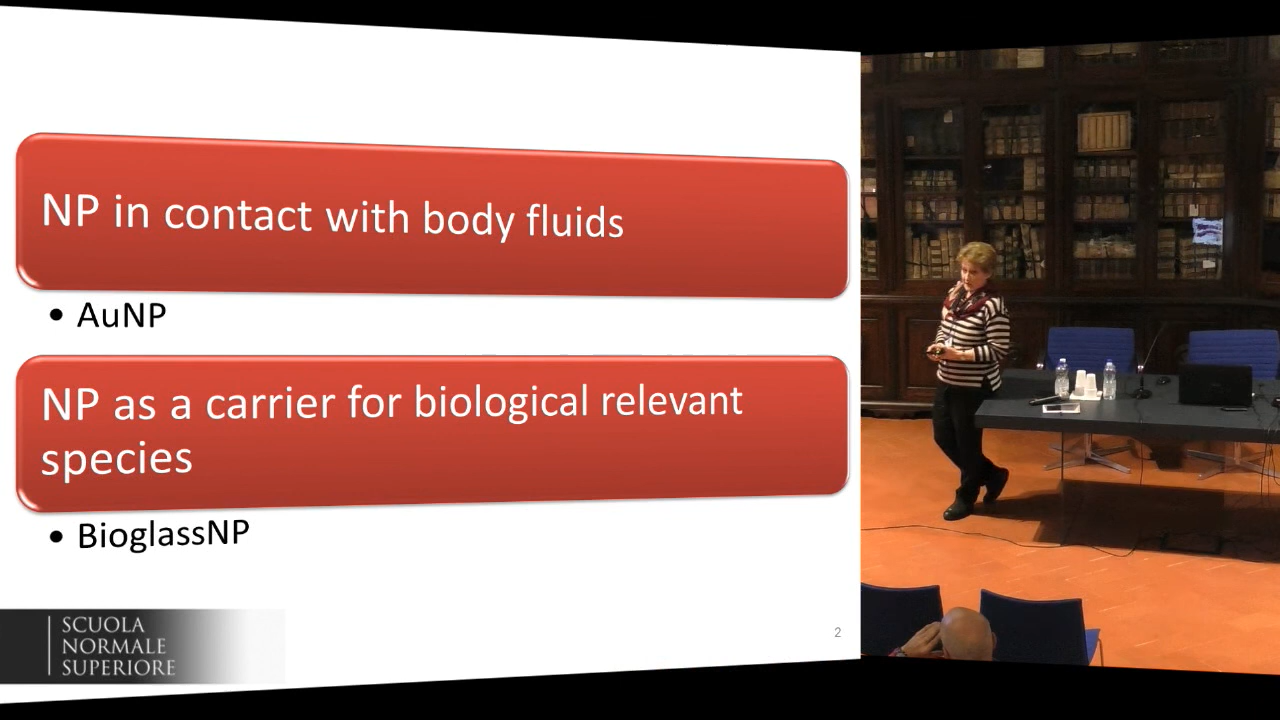 NP in contact with body fluids
• AuNP
NP as a carrier for biological relevant
species
• BioglassNP
SCUOLA
NORMALE
SUPERIORE
2